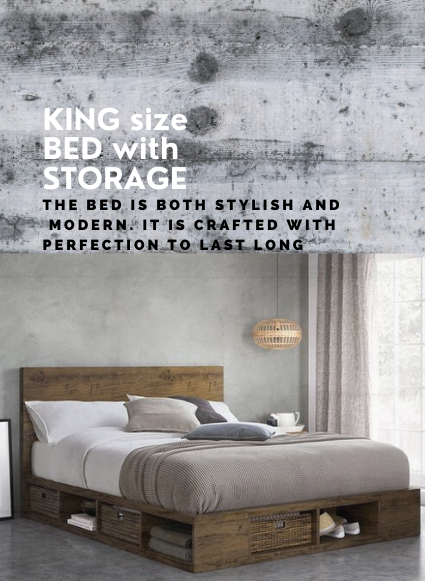 KING size
BED with
STORAGE
THE BED IS BOTH STYLISH AND
MODERN. IT IS CRAFTED WITH
PERFECTION TO LAST LONG